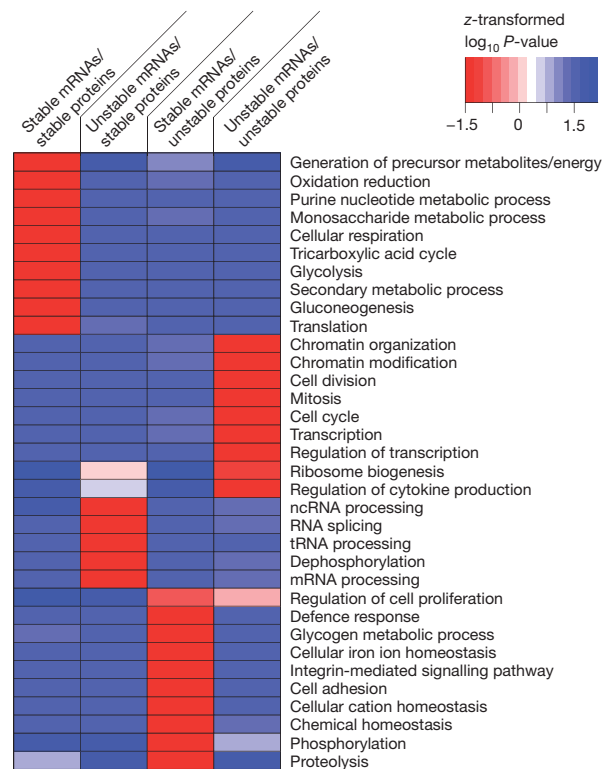 z-transformed
log10 P-value
−1.5
0
1.5
Stable mRNAs/
stable proteins
Unstable mRNAs/
stable proteins
Stable mRNAs/
unstable proteins
Unstable mRNAs/
unstable proteins
Generation of precursor metabolites/energy
Oxidation reduction
Purine nucleotide metabolic process
Monosaccharide metabolic process
Cellular respiration
Tricarboxylic acid cycle
Glycolysis
Secondary metabolic process
Gluconeogenesis
Translation
Chromatin organization
Chromatin modification
Cell division
Mitosis
Cell cycle
Transcription
Regulation of transcription
Ribosome biogenesis
Regulation of cytokine production
ncRNA processing
RNA splicing
tRNA processing
Dephosphorylation
mRNA processing
Regulation of cell proliferation
Defence response
Glycogen metabolic process
Cellular iron ion homeostasis
Integrin-mediated signalling pathway
Cell adhesion
Cellular cation homeostasis
Chemical homeostasis
Phosphorylation
Proteolysis